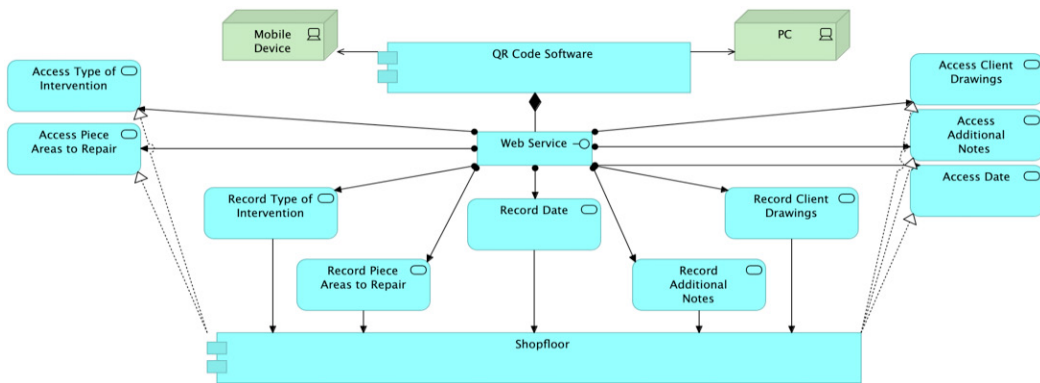 Mobile
Device
PC
QR Code Software
Access Type of
Intervention
Access Client
Drawings
Access Piece
Areas to Repair
Web Service
Access
Additional
Notes
Access Date
Record Type of
Intervention
Record Date
Record Client
Drawings
Record Piece
Areas to Repair
Record
Additional
Notes
Shopfloor